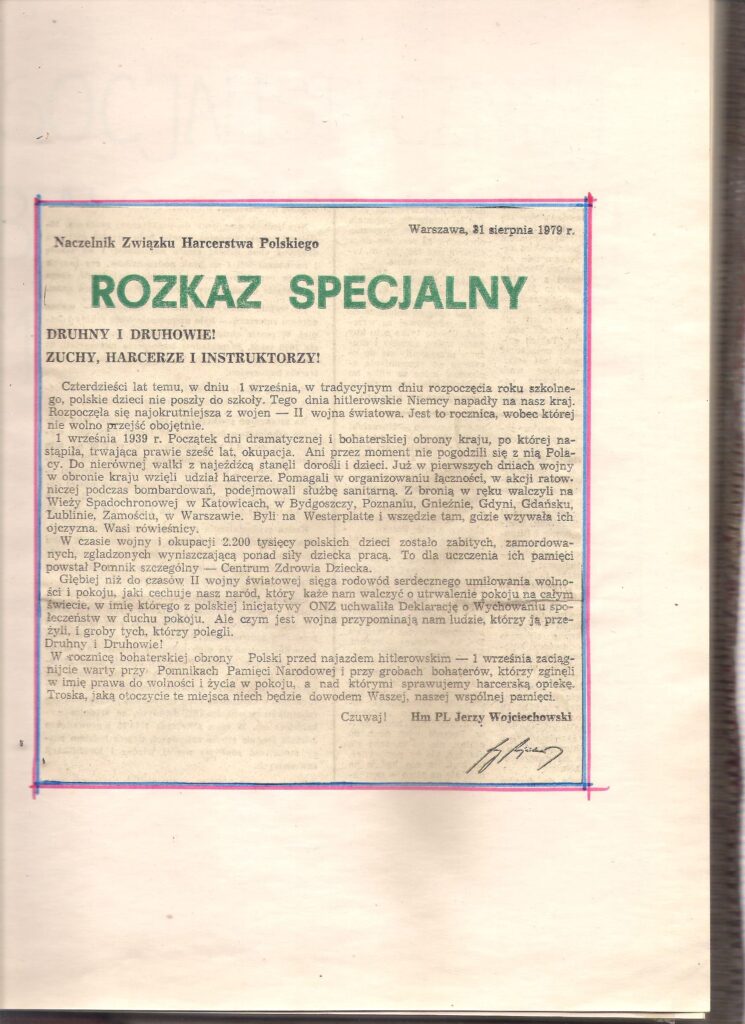 Warszawa, 31 sierpnia 1979 r.
Naczelnik Związku Harcerstwa Polskiego
ROZKAZ SPECJALNY
DRUHNY I DRUHOWIE!
ZUCHY, HARCERZE I INSTRUKTORZY!
Czterdzieści lat temu, w dniu 1 września, w tradycyjnym dniu rozpoczęcia roku szkolne-
go, polskie dzieci nie poszły do szkoły. Tego dnia hitlerowskie Niemcy napadły na nasz kraj.
Rozpoczęła się najokrutniejsza z wojen — II wojna światowa. Jest to rocznica, wobec której
nie wolno przejść obojętnie.
1 września 1939 r. Początek dni dramatycznej i bohaterskiej obrony kraju, po której na-
stąpiła, trwająca prawie sześć lat, okupacja. Ani przez moment nie pogodzili się z nią Pola-
cy. Do nierównej walki z najeźdźcą stanęli dorośli i dzieci. Już w pierwszych dniach wojny
w obronie kraju wzięli udział harcerze. Pomagali w organizowaniu łączności, w akcji ratow-
niczej podczas bombardowań, podejmowali służbę sanitarną. Z bronią w ręku walczyli na
Wieży Spadochronowej w Katowicach, w Bydgoszczy, Poznaniu, Gnieźnie, Gdyni, Gdańsku,
Lublinie, Zamościu, w Warszawie. Byli na Westerplatte i wszędzie tam, gdzie wzywała ich
ojczyzna. Wasi rówieśnicy.
W czasie wojny i okupacji 2.200 tysięcy polskich dzieci zostało zabitych, zamordowa-
nych, zgładzonych wyniszczającą ponad siły dziecka pracą. To dla uczczenia ich pamięci
powstał Pomnik szczególny — Centrum Zdrowia Dziecka.
Głębiej niż do czasów II wojny światowej sięga rodowód serdecznego umiłowania wolno-
ści i pokoju, jaki cechuje nasz naród, który każe nam walczyć o utrwalenie pokoju na całym
świecie, w imię którego z polskiej inicjatywy ONZ uchwaliła Deklarację o Wychowaniu spo-
łeczeństw w duchu pokoju. Ale czym jest wojna przypominają nam ludzie, którzy ją prze-
żyli, i groby tych, którzy polegli.
Druhny i Druhowie!
W rocznicę bohaterskiej obrony Polski przed najazdem hitlerowskim — 1 września zaciąg-
nijcie warty przy Pomnikach Pamięci Narodowej i przy grobach bohaterów, którzy zginęli
w imię prawa do wolności i życia w pokoju, a nad którymi sprawujemy harcerską opiekę.
Troska, jaką otoczycie te miejsca niech będzie dowodem Waszej, naszej wspólnej pamięci.
Czuwaj! Hm PL Jerzy Wojciechowski